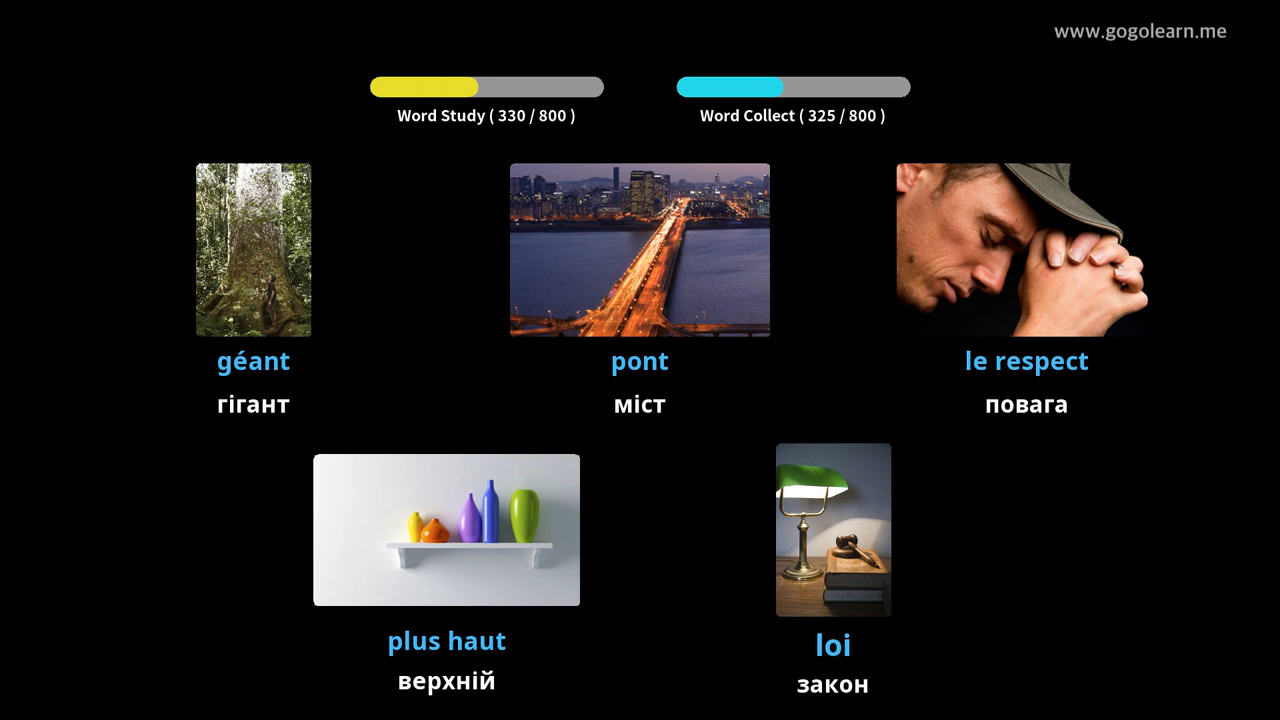 www.gogolearn.me
Word Study ( 330 / 800 )
Word Collect ( 325 / 800 )
géant
гігант
pont
міст
le respect
повага
plus haut
верхній
loi
закон